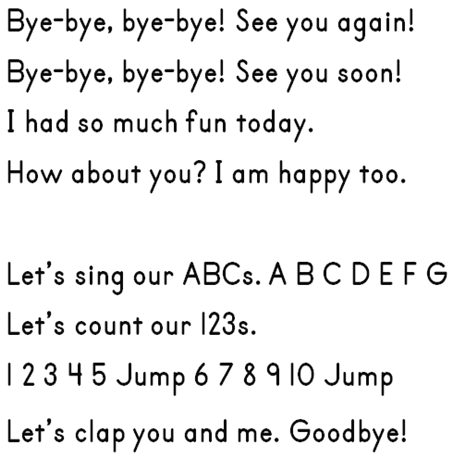 Bye-bye, bye-bye! See you again!
Bye-bye, bye-bye! See you soon!
I had so much fun today.
How about you? I am happy too.
Let's sing our ABCs. A B C D E F G
Let's count our 123s.
1 2 3 4 5 Jump 6 7 8 9 10 Jump
Let's clap you and me. Goodbye!